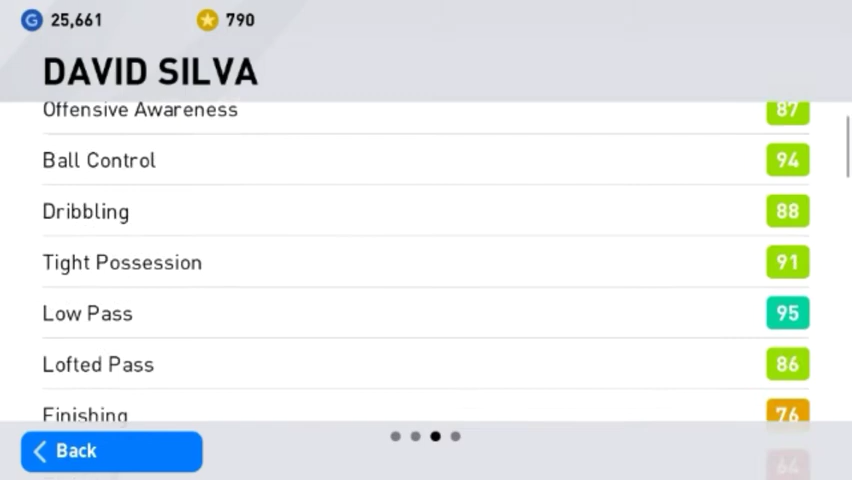 25,661 790
DAVID SILVA
Offensive Awareness 87
Ball Control 94
Dribbling 88
Tight Possession 91
Low Pass 95
Lofted Pass 86
Finishing 76
Back
64